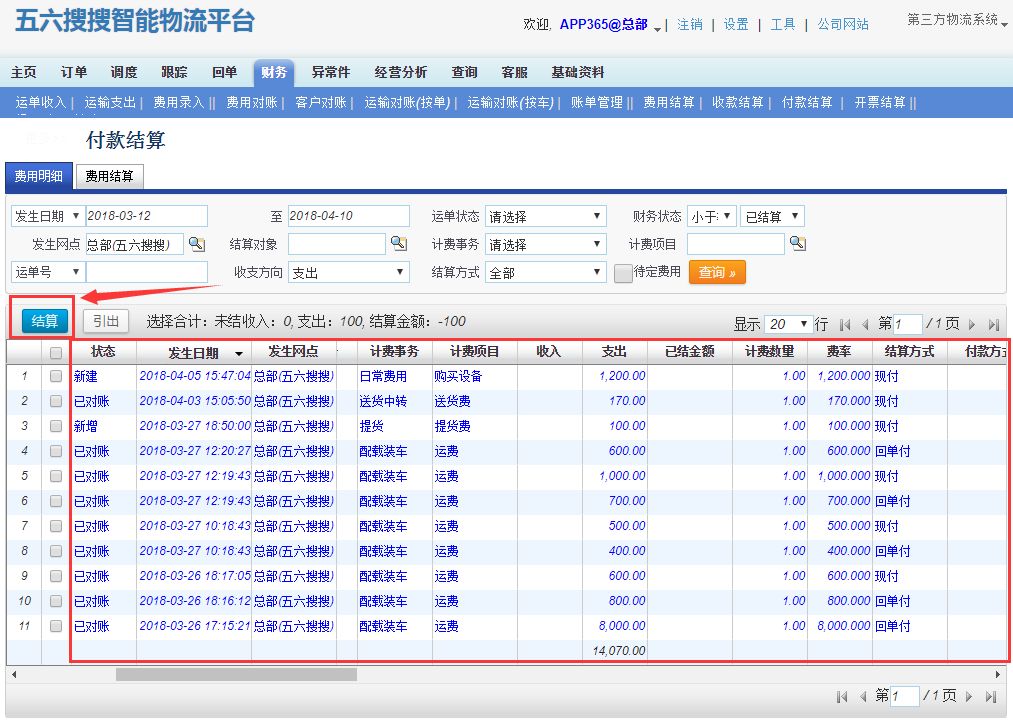 五六搜搜智能物流平台
欢迎, APP365@总部 | 注销 | 设置 | 工具 | 公司网站 第三方物流系统
主页 订单 调度 跟踪 回单 财务 异常件 经营分析 查询 客服 基础资料
运单收入| 运输支出| 费用录入|| 费用对账| 客户对账| 运输对账(按单)| 运输对账(按车)| 账单管理|| 费用结算| 收款结算| 付款结算 | 开票结算||
付款结算
费用明细 费用结算
发生日期 2018-03-12 至 2018-04-10 运单状态 请选择 财务状态 小于 已结算
发生网点 总部(五六搜搜) 结算对象 计费事务 请选择 计费项目
运单号 收支方向 支出 结算方式 全部 待定费用 查询 »
结算 引出 选择合计：未结收入：0, 支出：100, 结算金额：-100 显示 20 行 第 1 / 1 页
状态 发生日期 发生网点 计费事务 计费项目 收入 支出 已结金额 计费数量 费率 结算方式 付款方
1 新建 2018-04-05 15:47:04 总部(五六搜搜) 日常费用 购买设备 1,200.00 1.00 1,200.000 现付
2 已对账 2018-04-03 15:05:50 总部(五六搜搜) 送货中转 送货费 170.00 1.00 170.000 现付
3 新增 2018-03-27 18:50:00 总部(五六搜搜) 提货 提货费 100.00 1.00 100.000 现付
4 已对账 2018-03-27 12:20:27 总部(五六搜搜) 配载装车 运费 600.00 1.00 600.000 回单付
5 已对账 2018-03-27 12:19:43 总部(五六搜搜) 配载装车 运费 1,000.00 1.00 1,000.000 现付
6 已对账 2018-03-27 12:19:43 总部(五六搜搜) 配载装车 运费 700.00 1.00 700.000 回单付
7 已对账 2018-03-27 10:18:43 总部(五六搜搜) 配载装车 运费 500.00 1.00 500.000 现付
8 已对账 2018-03-27 10:18:43 总部(五六搜搜) 配载装车 运费 400.00 1.00 400.000 回单付
9 已对账 2018-03-26 18:17:05 总部(五六搜搜) 配载装车 运费 600.00 1.00 600.000 现付
10 已对账 2018-03-26 18:16:12 总部(五六搜搜) 配载装车 运费 800.00 1.00 800.000 回单付
11 已对账 2018-03-26 17:15:21 总部(五六搜搜) 配载装车 运费 8,000.00 1.00 8,000.000 回单付
14,070.00
第 1 / 1 页